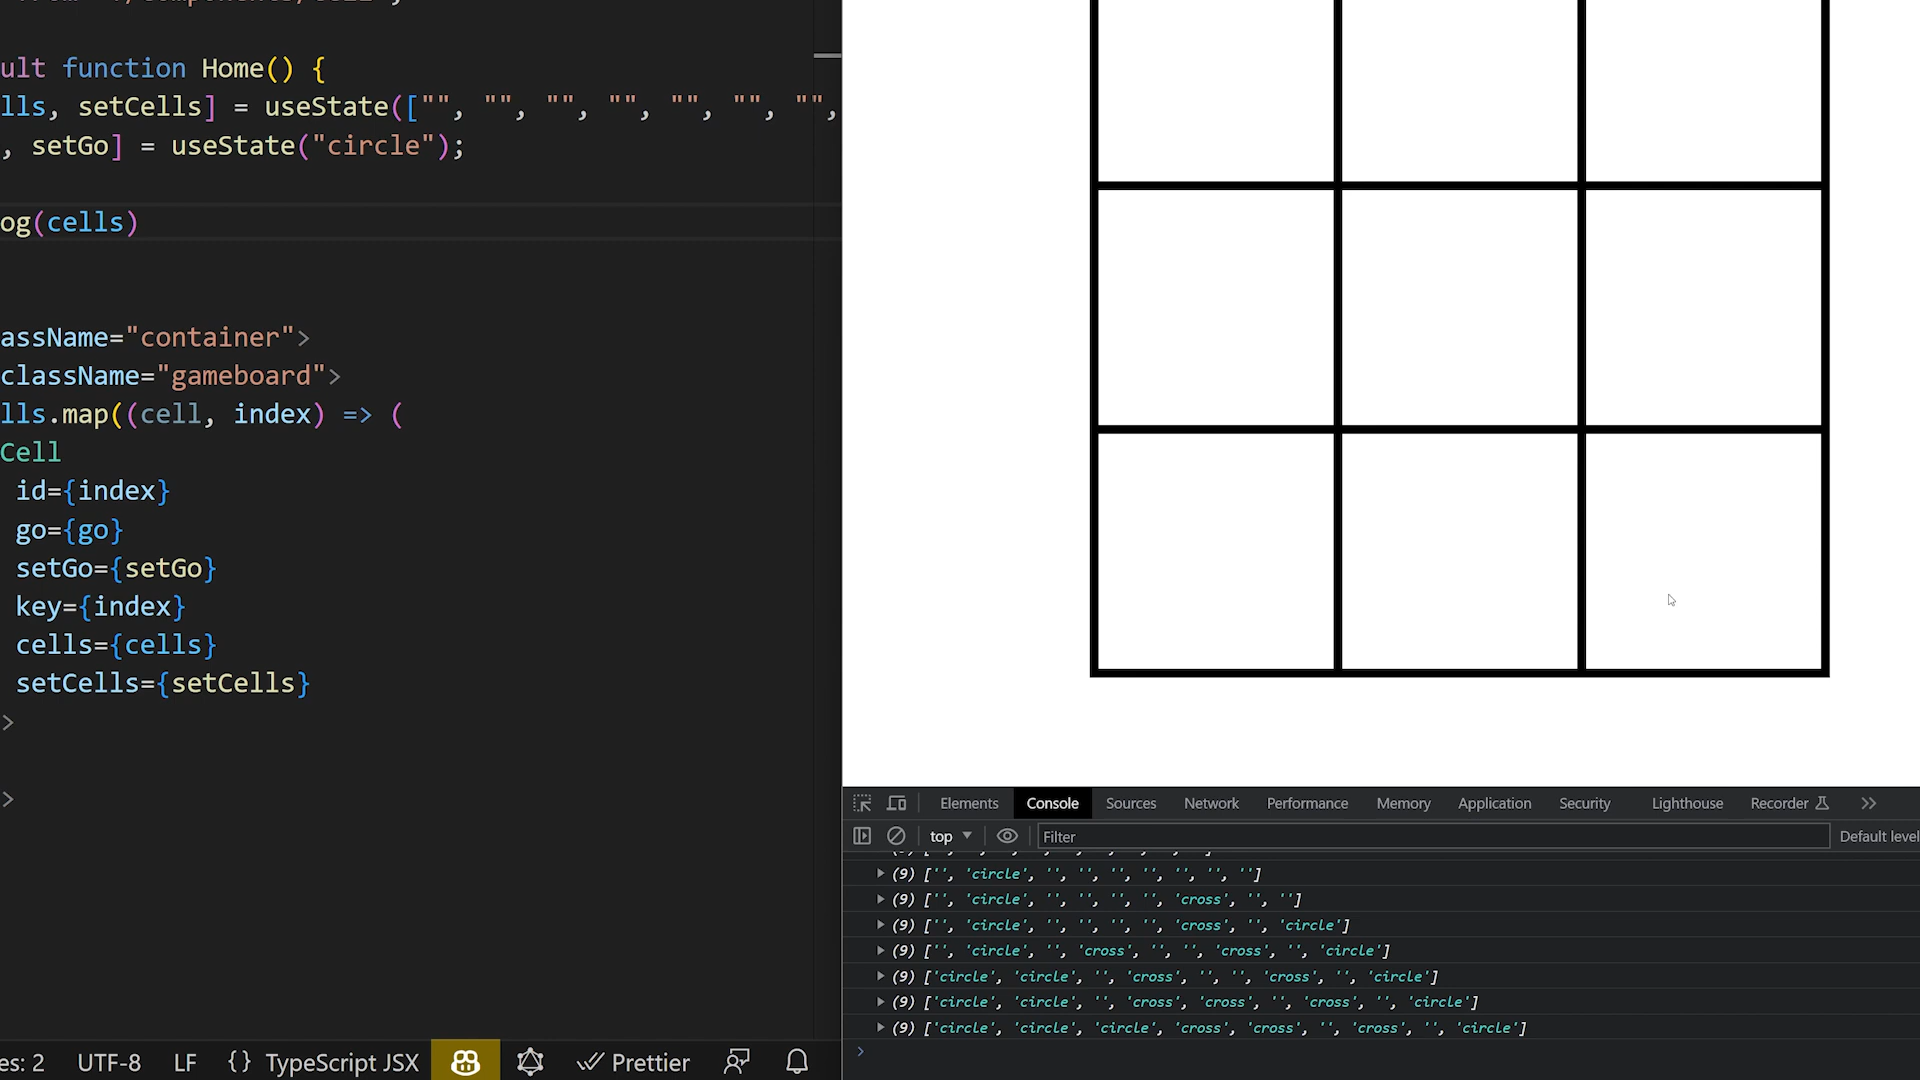 ult function Home() {
lls, setCells] = useState(["", "", "", "", "", "", "",
, setGo] = useState("circle");
og(cells)
assName="container">
className="gameboard">
lls.map((cell, index) => (
Cell
id={index}
go={go}
setGo={setGo}
key={index}
cells={cells}
setCells={setCells}
>
>
es: 2 UTF-8 LF {} TypeScript JSX Prettier
Elements Console Sources Network Performance Memory Application Security Lighthouse Recorder
top Filter Default level
(9) ['', 'circle', '', '', '', '', '', '', '']
(9) ['', 'circle', '', '', '', '', 'cross', '', '']
(9) ['', 'circle', '', '', '', '', 'cross', '', 'circle']
(9) ['', 'circle', '', 'cross', '', '', 'cross', '', 'circle']
(9) ['circle', 'circle', '', 'cross', '', '', 'cross', '', 'circle']
(9) ['circle', 'circle', '', 'cross', 'cross', '', 'cross', '', 'circle']
(9) ['circle', 'circle', 'circle', 'cross', 'cross', '', 'cross', '', 'circle']
>